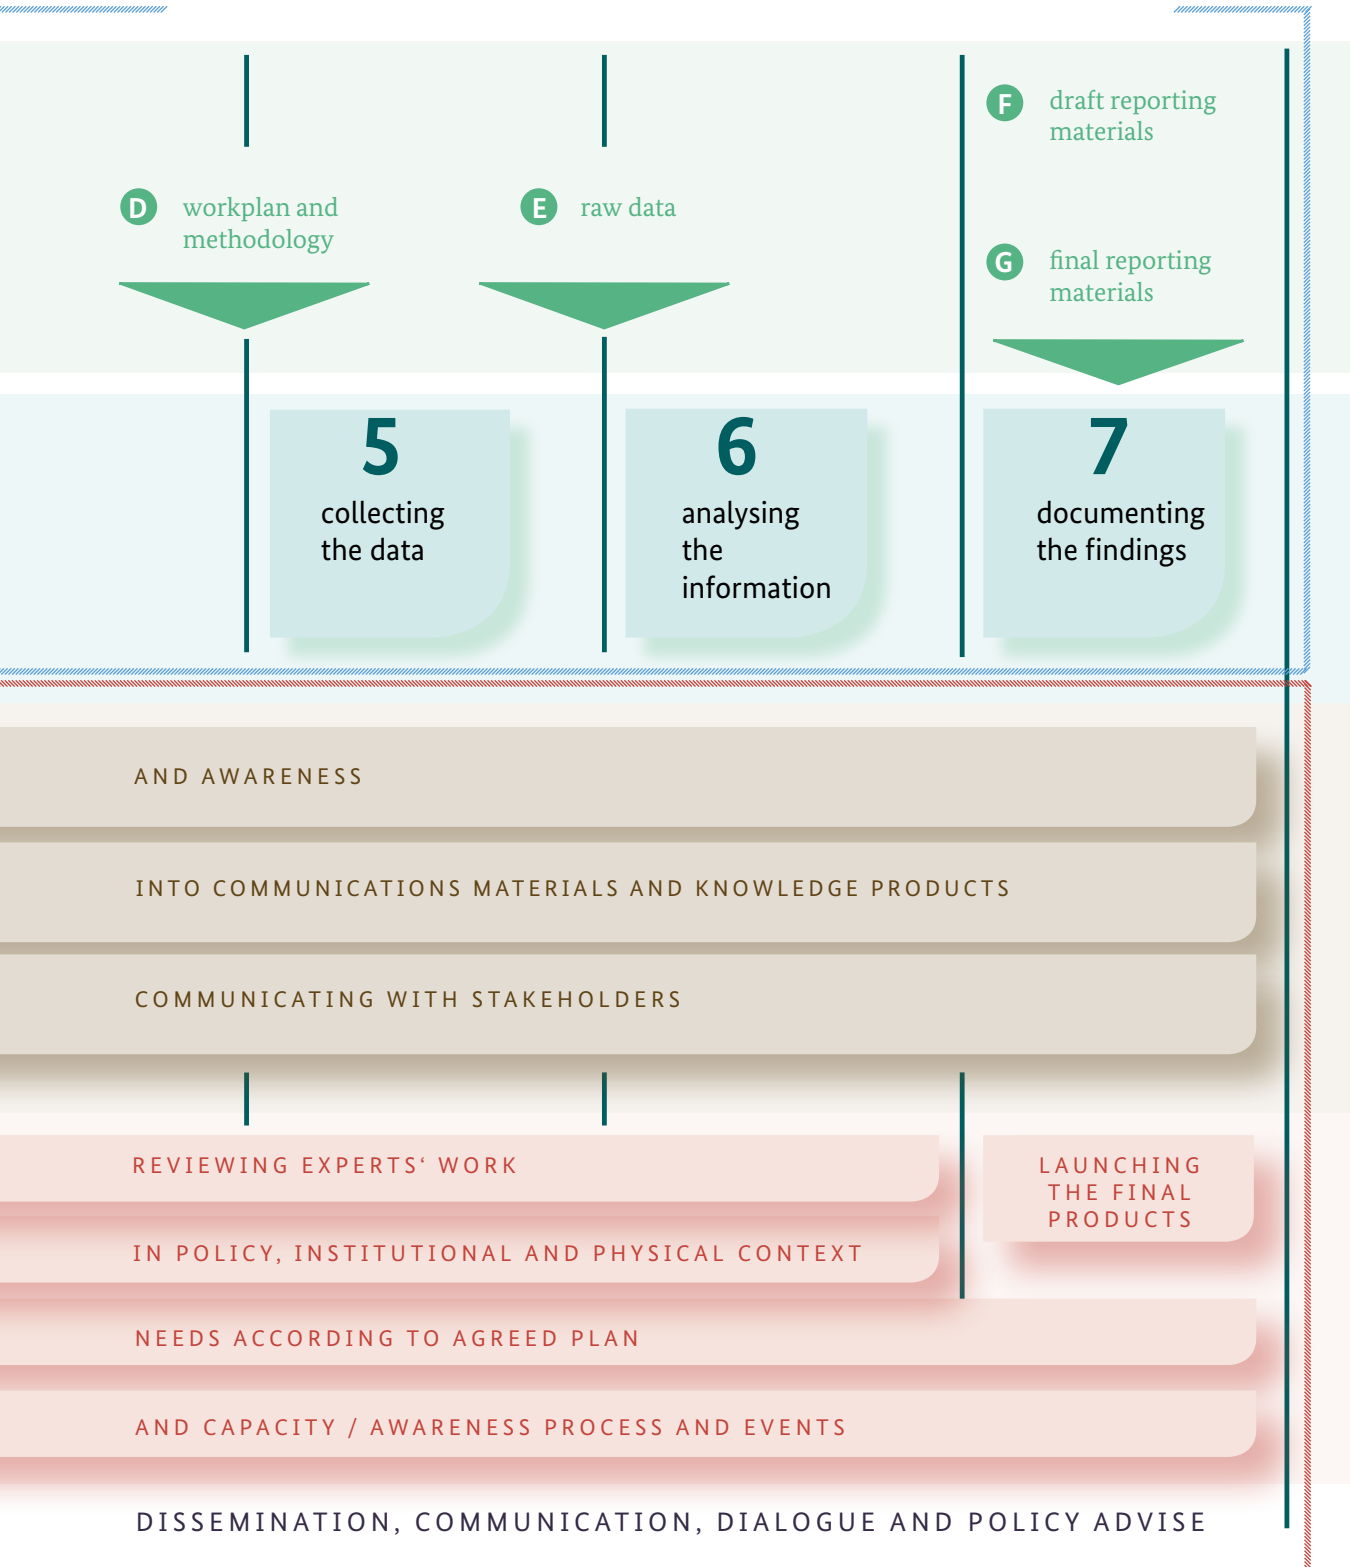 F draft reporting
materials
D workplan and
methodology
E raw data
G final reporting
materials
5
collecting
the data
6
analysing
the
information
7
documenting
the findings
AND AWARENESS
INTO COMMUNICATIONS MATERIALS AND KNOWLEDGE PRODUCTS
COMMUNICATING WITH STAKEHOLDERS
REVIEWING EXPERTS‘ WORK
LAUNCHING
THE FINAL
PRODUCTS
IN POLICY, INSTITUTIONAL AND PHYSICAL CONTEXT
NEEDS ACCORDING TO AGREED PLAN
AND CAPACITY / AWARENESS PROCESS AND EVENTS
DISSEMINATION, COMMUNICATION, DIALOGUE AND POLICY ADVISE